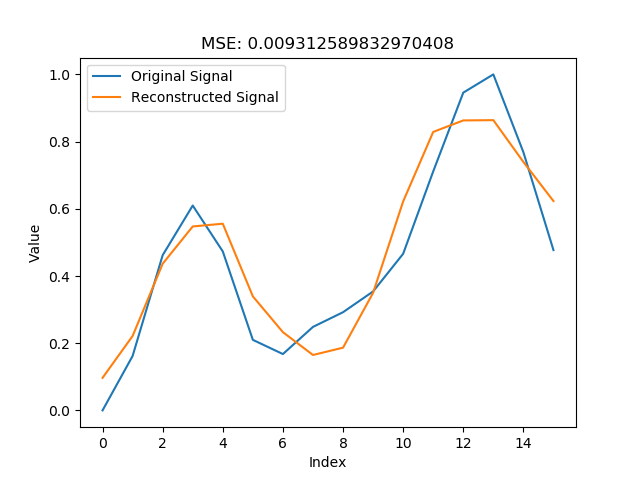 MSE: 0.009312589832970408
Original Signal
Reconstructed Signal
1.0
0.8
0.6
0.4
0.2
0.0
Value
0 2 4 6 8 10 12 14
Index